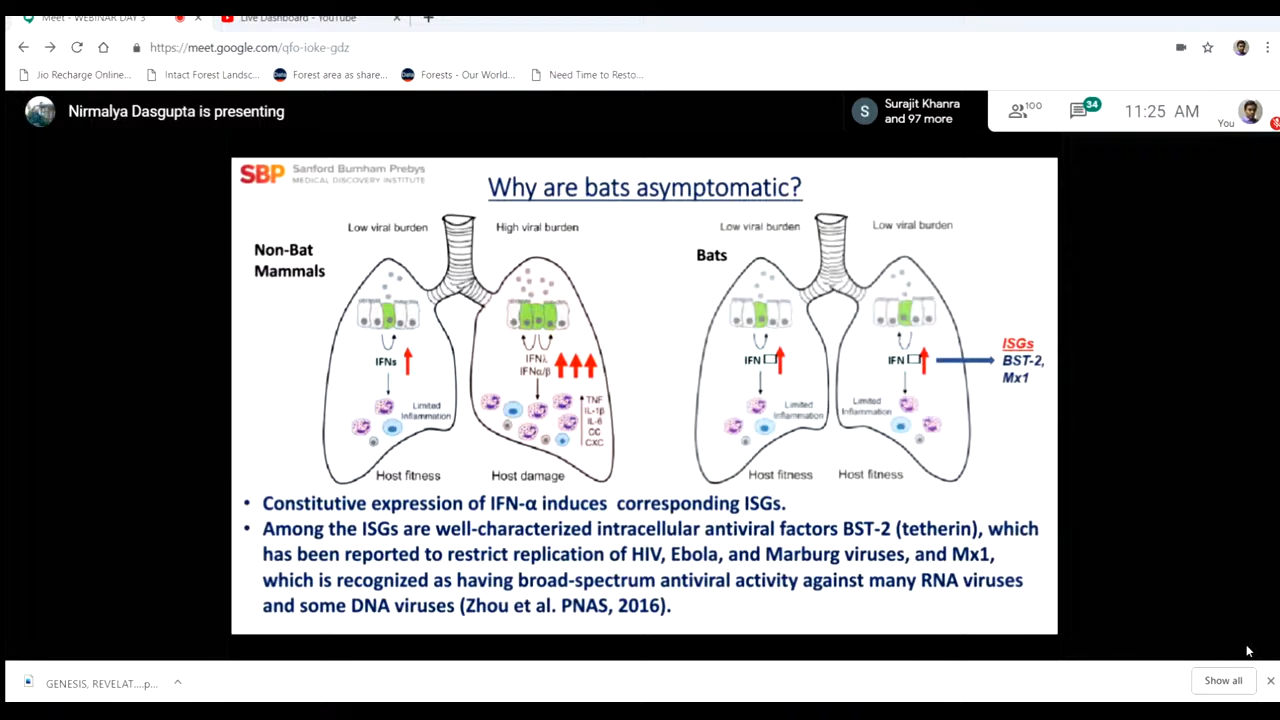 Meet - WEBINAR DAY 3
Live Dashboard - YouTube
https://meet.google.com/qfo-ioke-gdz
Jio Recharge Online...
Intact Forest Landsc...
Forest area as share...
Forests - Our World...
Need Time to Resto...
Nirmalya Dasgupta is presenting
S
Surajit Khanra
and 97 more
100
34
11:25 AM
You
SBP Sanford Burnham Prebys
MEDICAL DISCOVERY INSTITUTE
Why are bats asymptomatic?
Non-Bat
Mammals
Low viral burden
High viral burden
IFNs
IFNλ
IFNα/β
Limited
Inflammation
TNF
IL-1β
IL-6
CC
CXC
Host fitness
Host damage
Bats
Low viral burden
Low viral burden
IFN
IFN
Limited
Inflammation
Limited
Inflammation
Host fitness
Host fitness
ISGs
BST-2,
Mx1
• Constitutive expression of IFN-α induces corresponding ISGs.
• Among the ISGs are well-characterized intracellular antiviral factors BST-2 (tetherin), which
has been reported to restrict replication of HIV, Ebola, and Marburg viruses, and Mx1,
which is recognized as having broad-spectrum antiviral activity against many RNA viruses
and some DNA viruses (Zhou et al. PNAS, 2016).
GENESIS, REVELAT....p...
Show all